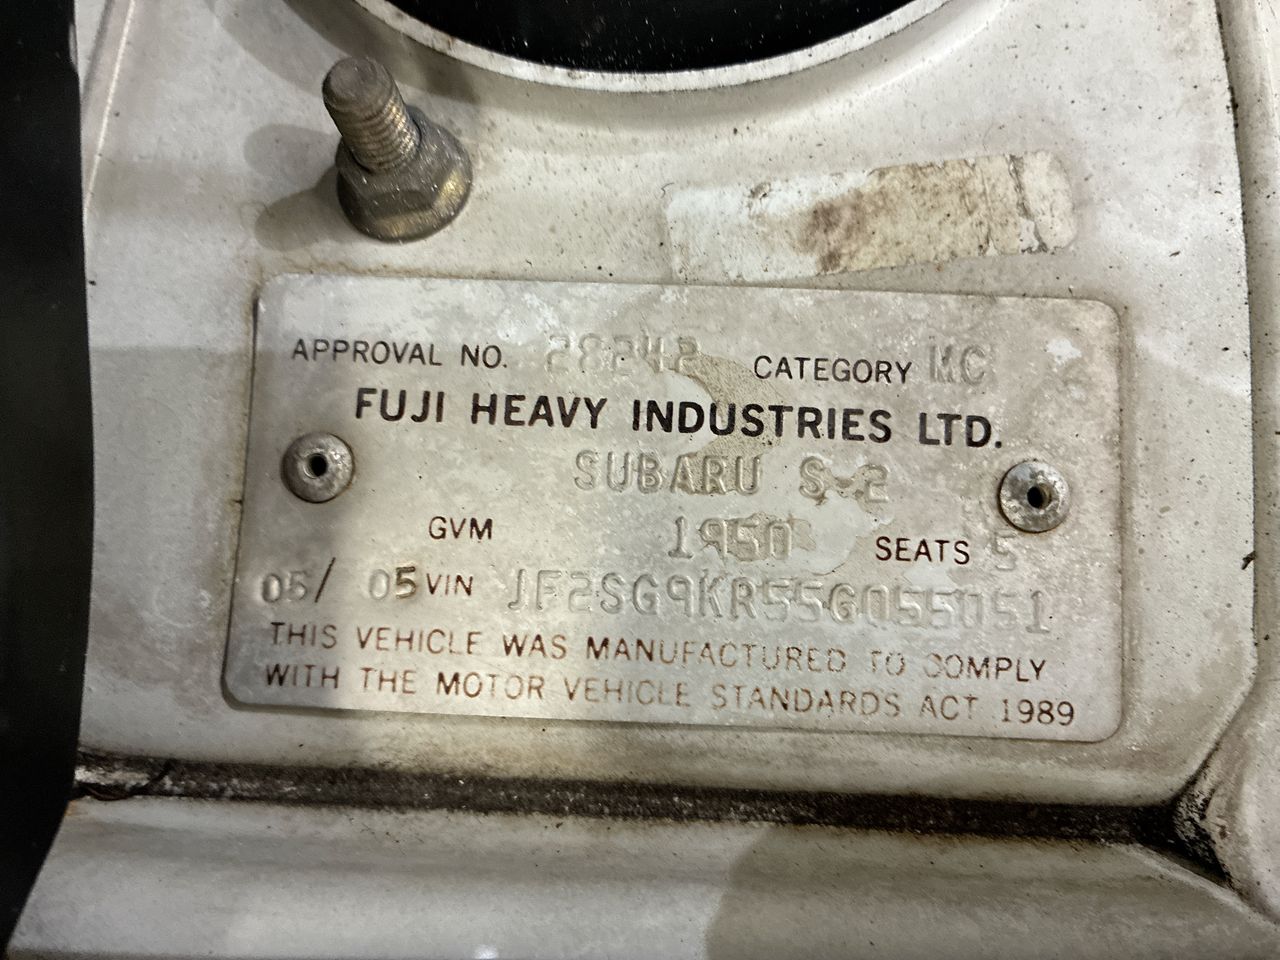 APPROVAL NO. 28242 CATEGORY MC
FUJI HEAVY INDUSTRIES LTD.
SUBARU S-2
GVM 1950 SEATS 5
05/ 05 VIN JF2SG9KR55G055051
THIS VEHICLE WAS MANUFACTURED TO COMPLY
WITH THE MOTOR VEHICLE STANDARDS ACT 1989